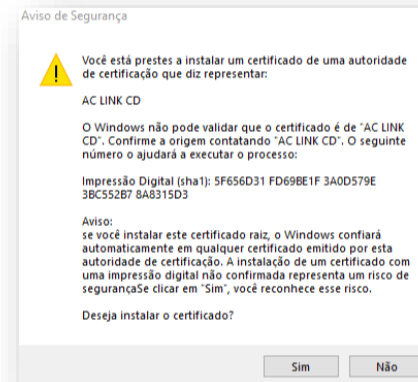 Aviso de Segurança
Você está prestes a instalar um certificado de uma autoridade
de certificação que diz representar:
AC LINK CD
O Windows não pode validar que o certificado é de "AC LINK
CD". Confirme a origem contatando "AC LINK CD". O seguinte
número o ajudará a executar o processo:
Impressão Digital (sha1): 5F656D31 FD69BE1F 3A0D579E
3BC552B7 8A8315D3
Aviso:
se você instalar este certificado raiz, o Windows confiará
automaticamente em qualquer certificado emitido por esta
autoridade de certificação. A instalação de um certificado com
uma impressão digital não confirmada representa um risco de
segurançaSe clicar em "Sim", você reconhece esse risco.
Deseja instalar o certificado?
Sim
Não